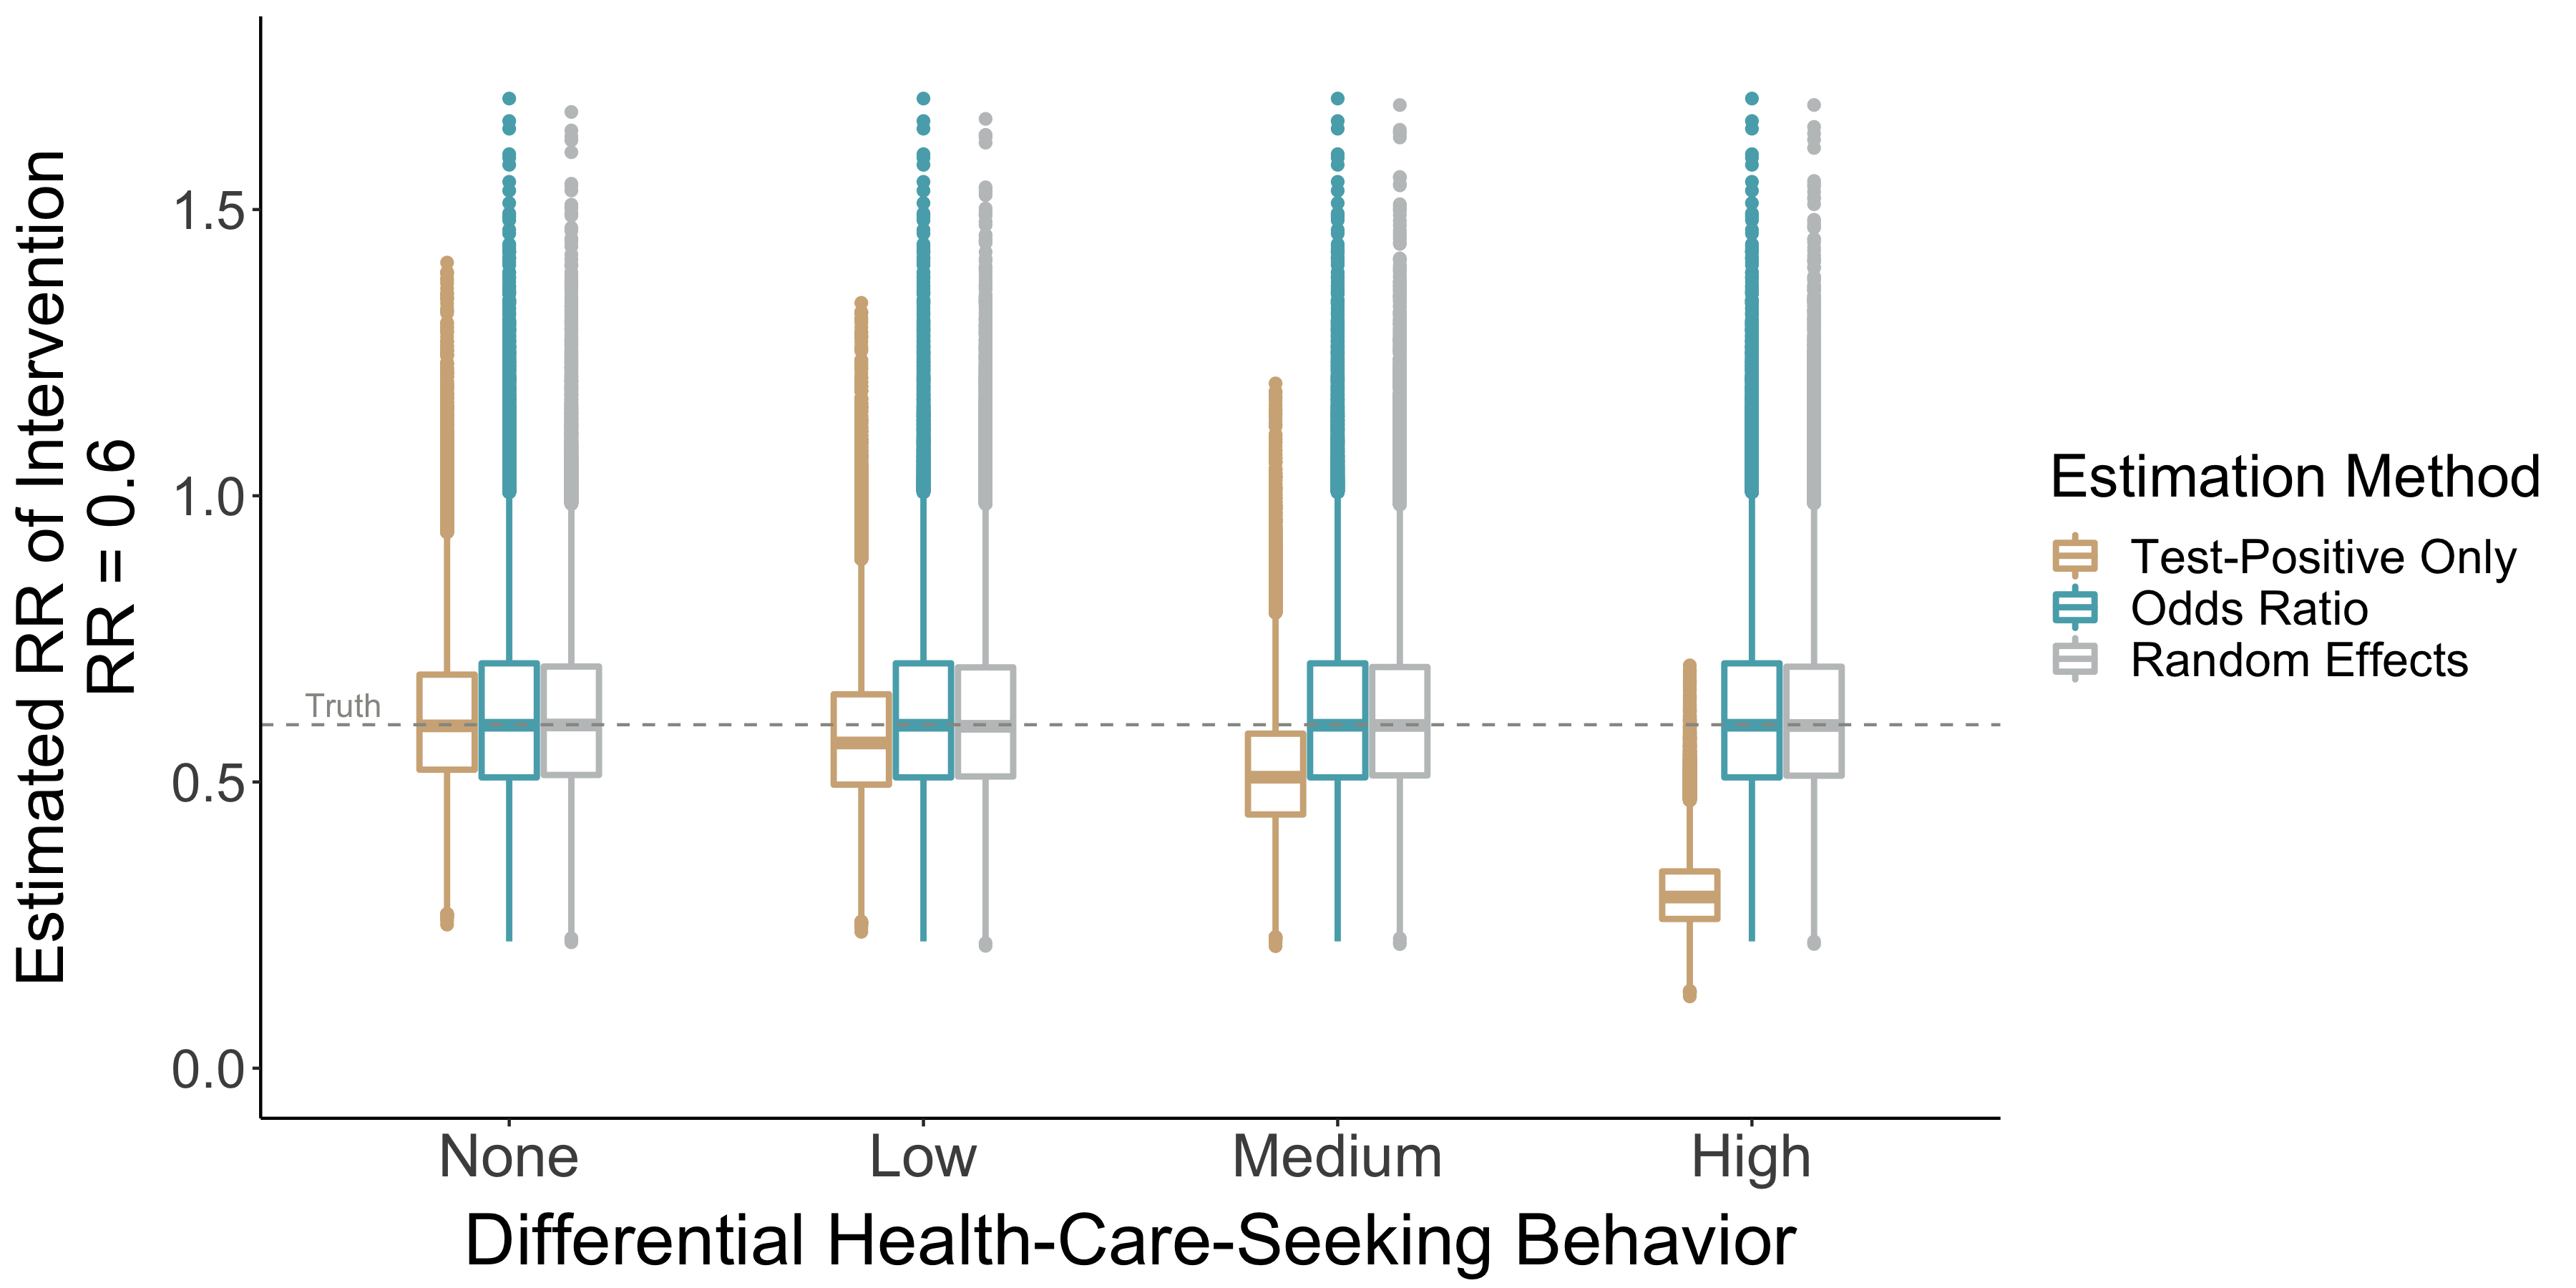 Estimated RR of Intervention
RR = 0.6
1.5
1.0
0.5
0.0
Truth
None Low Medium High
Differential Health-Care-Seeking Behavior
Estimation Method
Test-Positive Only
Odds Ratio
Random Effects